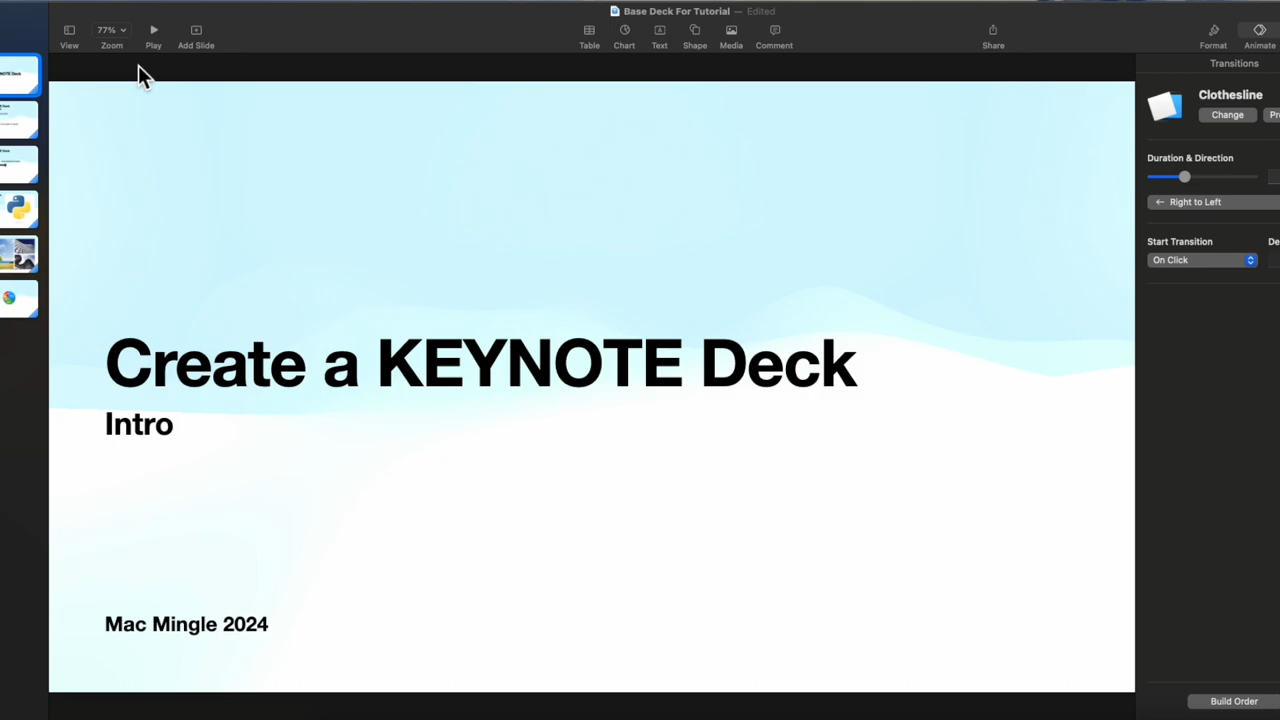 Base Deck For Tutorial — Edited
77%
View
Zoom
Play
Add Slide
Table
Chart
Text
Shape
Media
Comment
Share
Format
Animate
Transitions
Clothesline
Change
Duration & Direction
Right to Left
Start Transition
On Click
Create a KEYNOTE Deck
Intro
Mac Mingle 2024
Build Order